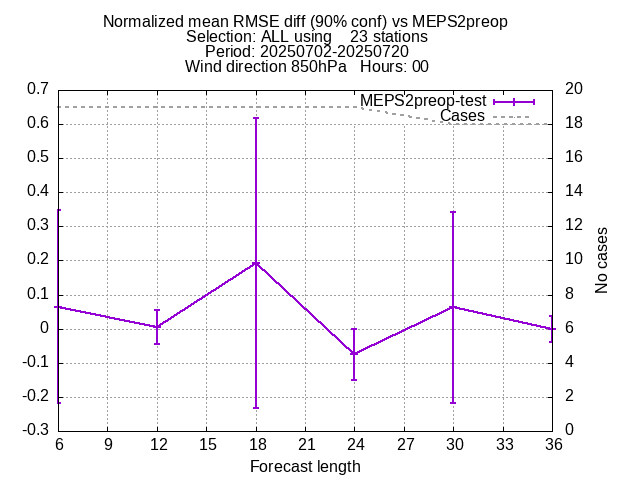 Normalized mean RMSE diff (90% conf) vs MEPS2preop
Selection: ALL using    23 stations
Period: 20250702-20250720
Wind direction 850hPa   Hours: 00
MEPS2preop-test
Cases
0.7
0.6
0.5
0.4
0.3
0.2
0.1
0
-0.1
-0.2
-0.3
20
18
16
14
12
10
8
6
4
2
0
No cases
6 9 12 15 18 21 24 27 30 33 36
Forecast length